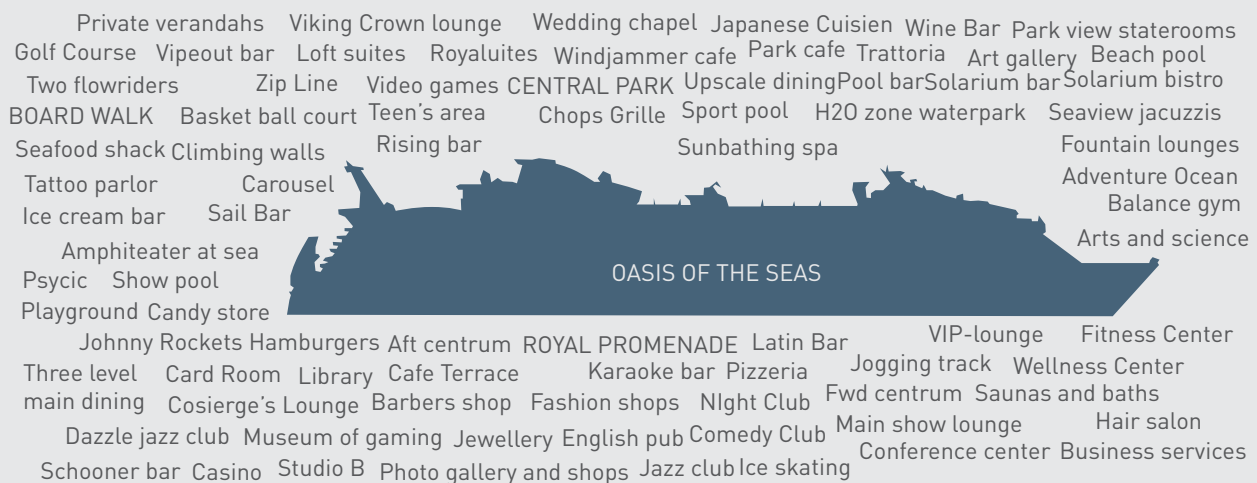 Private verandahs Viking Crown lounge Wedding chapel Japanese Cuisien Wine Bar Park view staterooms
Golf Course Vipeout bar Loft suites Royaluites Windjammer cafe Park cafe Trattoria Art gallery Beach pool
Two flowriders Zip Line Video games CENTRAL PARK Upscale dining Pool bar Solarium bar Solarium bistro
BOARD WALK Basket ball court Teen's area Chops Grille Sport pool H2O zone waterpark Seaview jacuzzis
Seafood shack Climbing walls Rising bar Sunbathing spa Fountain lounges
Tattoo parlor Carousel Adventure Ocean
Ice cream bar Sail Bar Balance gym
Amphiteater at sea Arts and science
Psycic Show pool OASIS OF THE SEAS
Playground Candy store
Johnny Rockets Hamburgers Aft centrum ROYAL PROMENADE Latin Bar VIP-lounge Fitness Center
Three level Card Room Library Cafe Terrace Karaoke bar Pizzeria Jogging track Wellness Center
main dining Cosierge's Lounge Barbers shop Fashion shops NIght Club Fwd centrum Saunas and baths
Dazzle jazz club Museum of gaming Jewellery English pub Comedy Club Main show lounge Hair salon
Schooner bar Casino Studio B Photo gallery and shops Jazz club Ice skating Conference center Business services